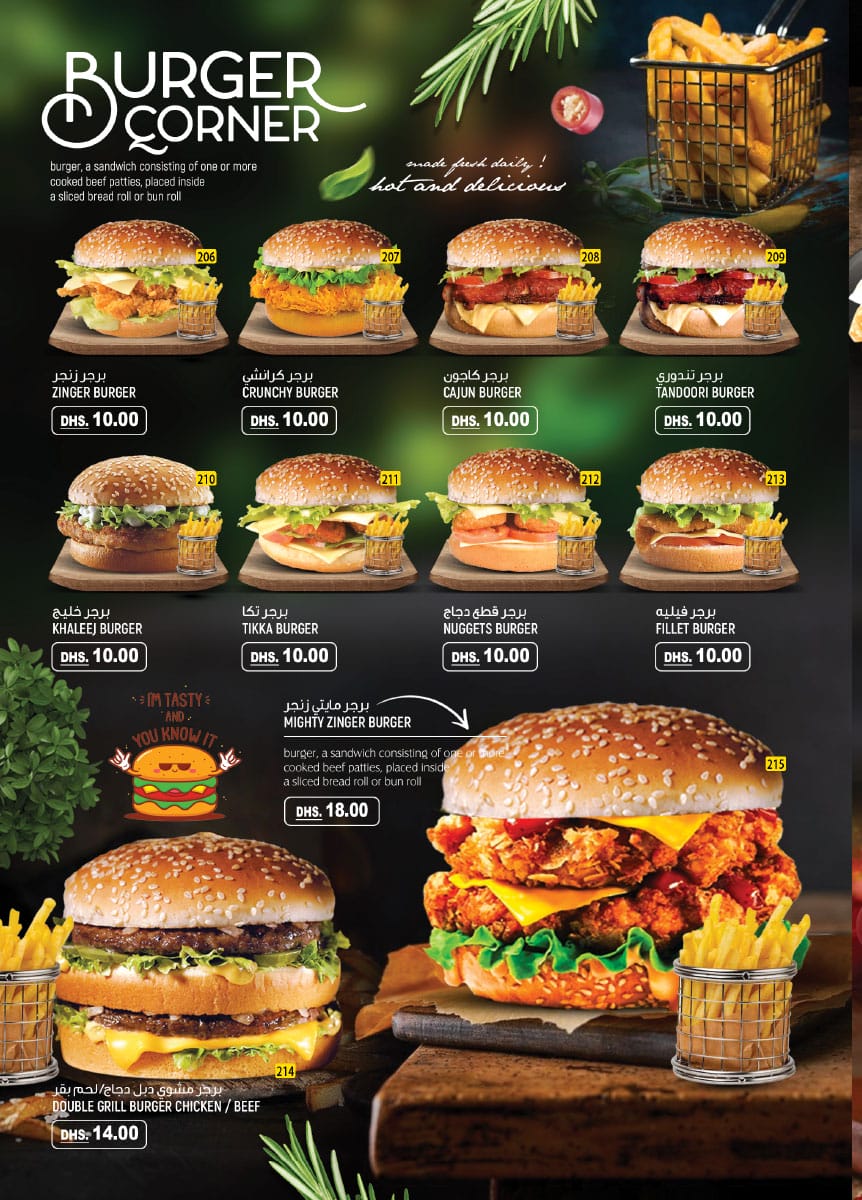 BURGER
CORNER
burger, a sandwich consisting of one or more
cooked beef patties, placed inside
a sliced bread roll or bun roll
made fresh daily !
hot and delicious
206
207
208
209
برجر زنجر
ZINGER BURGER
DHS. 10.00
برجر كرانشي
CRUNCHY BURGER
DHS. 10.00
برجر كاجون
CAJUN BURGER
DHS. 10.00
برجر تندوري
TANDOORI BURGER
DHS. 10.00
210
211
212
213
برجر خليج
KHALEEJ BURGER
DHS. 10.00
برجر تكا
TIKKA BURGER
DHS. 10.00
برجر قطع دجاج
NUGGETS BURGER
DHS. 10.00
برجر فيليه
FILLET BURGER
DHS. 10.00
I'M TASTY
AND
YOU KNOW IT
برجر مايتي زنجر
MIGHTY ZINGER BURGER
burger, a sandwich consisting of one or more
cooked beef patties, placed inside
a sliced bread roll or bun roll
DHS. 18.00
215
214
برجر مشوي دبل دجاج/لحم بقر
DOUBLE GRILL BURGER CHICKEN / BEEF
DHS. 14.00